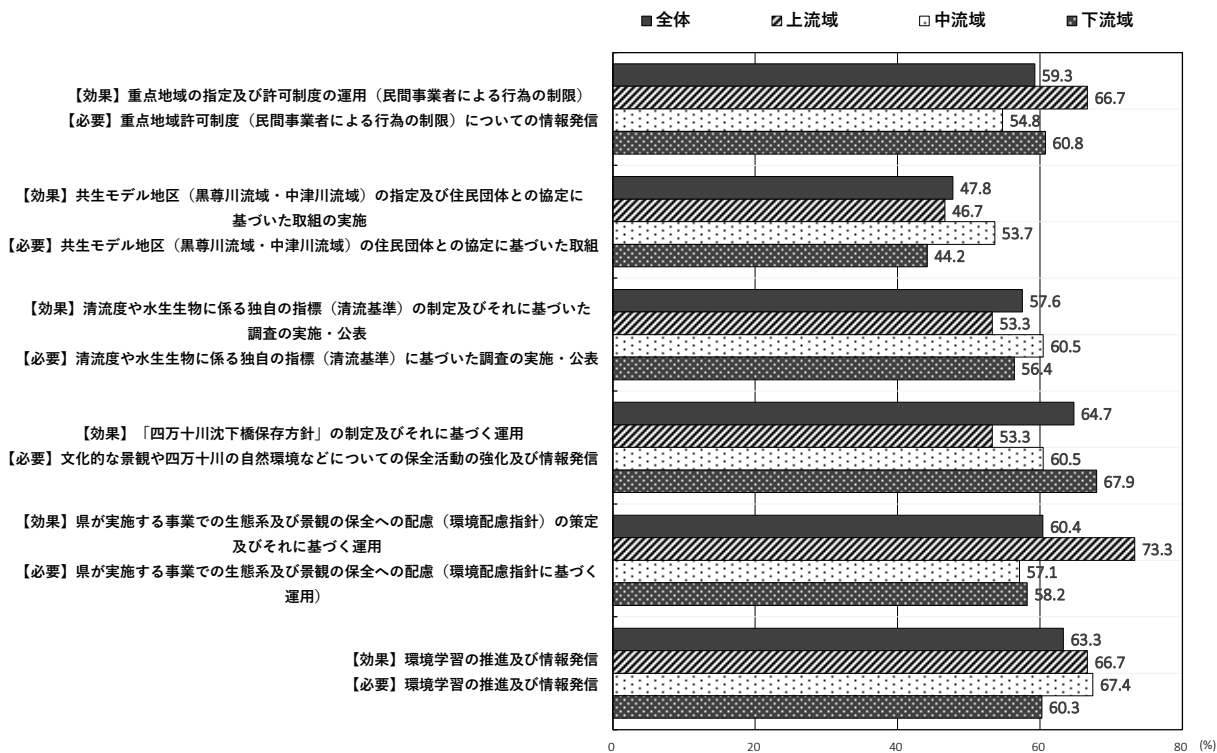 全体 上流域 中流域 下流域
【効果】重点地域の指定及び許可制度の運用（民間事業者による行為の制限）
【必要】重点地域許可制度（民間事業者による行為の制限）についての情報発信
59.3
66.7
54.8
60.8
【効果】共生モデル地区（黒尊川流域・中津川流域）の指定及び住民団体との協定に
基づいた取組の実施
【必要】共生モデル地区（黒尊川流域・中津川流域）の住民団体との協定に基づいた取組
47.8
46.7
53.7
44.2
【効果】清流度や水生生物に係る独自の指標（清流基準）の制定及びそれに基づいた
調査の実施・公表
【必要】清流度や水生生物に係る独自の指標（清流基準）に基づいた調査の実施・公表
57.6
53.3
60.5
56.4
【効果】「四万十川沈下橋保存方針」の制定及びそれに基づく運用
【必要】文化的な景観や四万十川の自然環境などについての保全活動の強化及び情報発信
64.7
53.3
60.5
67.9
【効果】県が実施する事業での生態系及び景観の保全への配慮（環境配慮指針）の策定
及びそれに基づく運用
【必要】県が実施する事業での生態系及び景観の保全への配慮（環境配慮指針に基づく
運用）
60.4
73.3
57.1
58.2
【効果】環境学習の推進及び情報発信
【必要】環境学習の推進及び情報発信
63.3
66.7
67.4
60.3
0 20 40 60 80 (%)